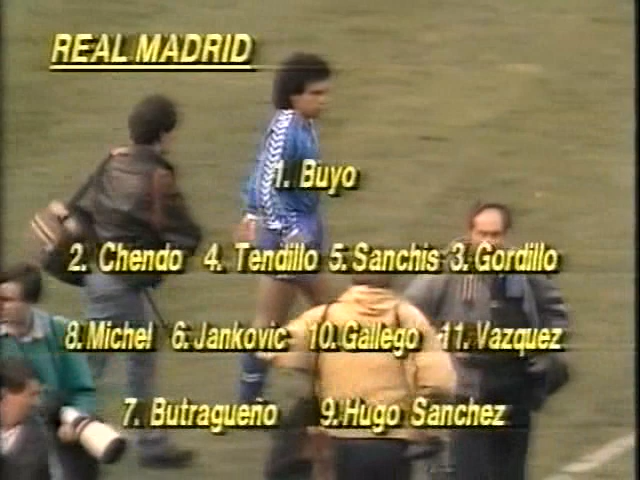 REAL MADRID
1. Buyo
2. Chendo 4. Tendillo 5. Sanchis 3. Gordillo
8. Michel 6. Jankovic 10. Gallego 11. Vazquez
7. Butragueño 9. Hugo Sanchez